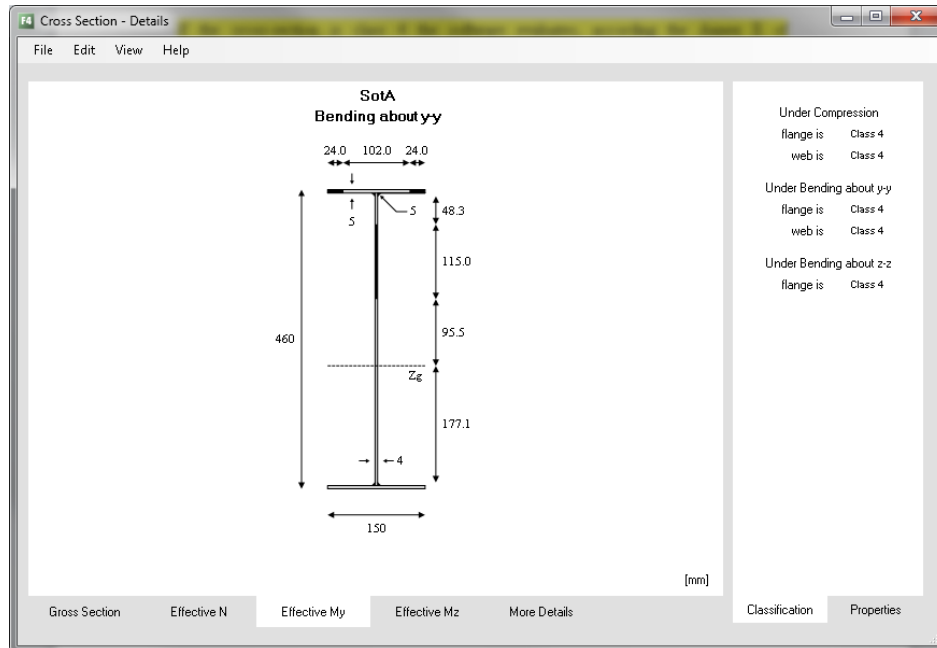 F4 Cross Section - Details
File Edit View Help
SotA
Bending about y-y
24.0 102.0 24.0
5
5
48.3
115.0
460
95.5
Zg
177.1
4
150
[mm]
Gross Section Effective N Effective My Effective Mz More Details
Under Compression
flange is Class 4
web is Class 4
Under Bending about y-y
flange is Class 4
web is Class 4
Under Bending about z-z
flange is Class 4
Classification Properties